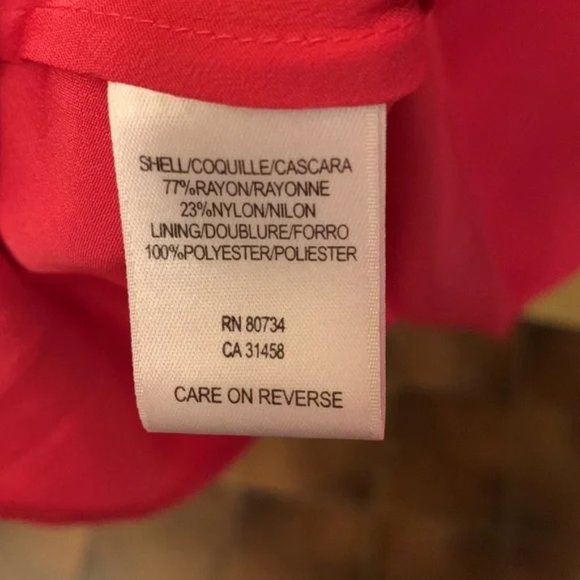 SHELL/COQUILLE/CASCARA
77%RAYON/RAYONNE
23%NYLON/NILON
LINING/DOUBLURE/FORRO
100%POLYESTER/POLIESTER
RN 80734
CA 31458
CARE ON REVERSE